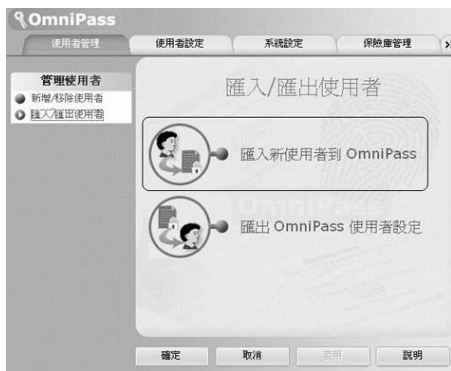 OmniPass
使用者管理
使用者設定
系統設定
保險庫管理
管理使用者
新增/移除使用者
匯入/匯出使用者
匯入/匯出使用者
匯入新使用者到 OmniPass
匯出 OmniPass 使用者設定
確定
取消
套用
說明